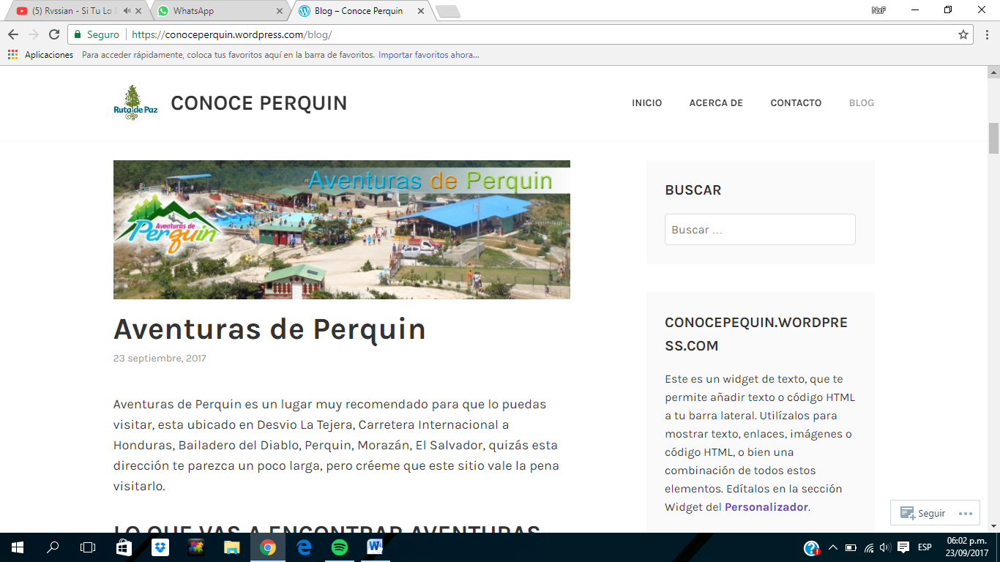 (5) Rvssian - Si Tu Lo
WhatsApp
Blog – Conoce Perquin
NxF
Seguro
https://conoceperquin.wordpress.com/blog/
Aplicaciones
Para acceder rápidamente, coloca tus favoritos aquí en la barra de favoritos.
Importar favoritos ahora...
Ruta de Paz
CONOCE PERQUIN
INICIO
ACERCA DE
CONTACTO
BLOG
Aventuras de Perquin
Aventuras de
Perquin
Aventuras de Perquin
23 septiembre, 2017
Aventuras de Perquin es un lugar muy recomendado para que lo puedas
visitar, esta ubicado en Desvio La Tejera, Carretera Internacional a
Honduras, Bailadero del Diablo, Perquin, Morazán, El Salvador, quizás esta
dirección te parezca un poco larga, pero créeme que este sitio vale la pena
visitarlo.
LO QUE VAS A ENCONTRAR AVENTURAS
BUSCAR
Buscar …
CONOCEPEQUIN.WORDPRE
SS.COM
Este es un widget de texto, que te
permite añadir texto o código HTML
a tu barra lateral. Utilízalos para
mostrar texto, enlaces, imágenes o
código HTML, o bien una
combinación de todos estos
elementos. Edítalos en la sección
Widget del Personalizador.
Seguir
ESP
06:02 p.m.
23/09/2017